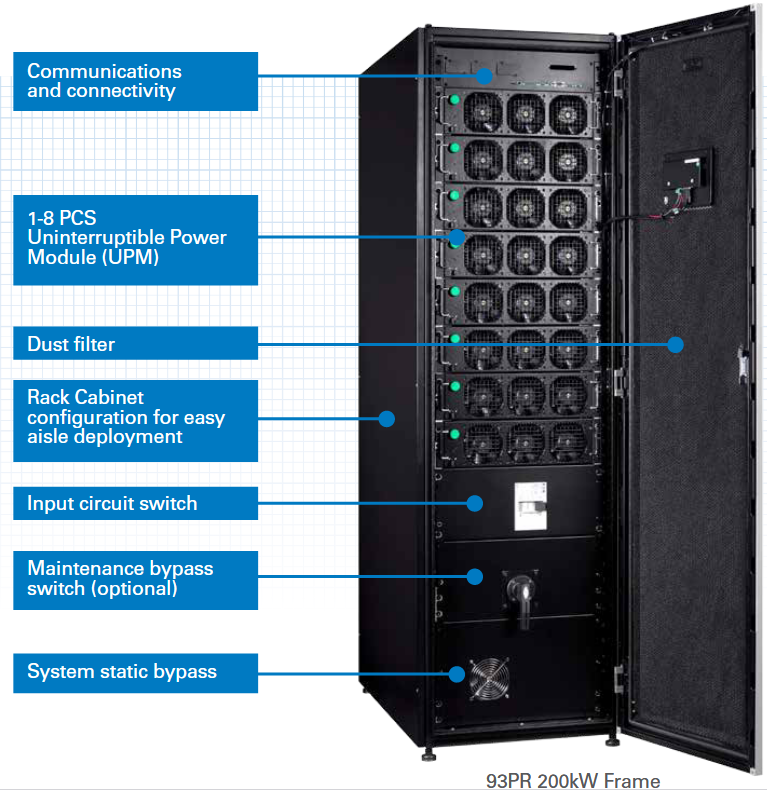 Communications
and connectivity
1-8 PCS
Uninterruptible Power
Module (UPM)
Dust filter
Rack Cabinet
configuration for easy
aisle deployment
Input circuit switch
Maintenance bypass
switch (optional)
System static bypass
93PR 200kW Frame